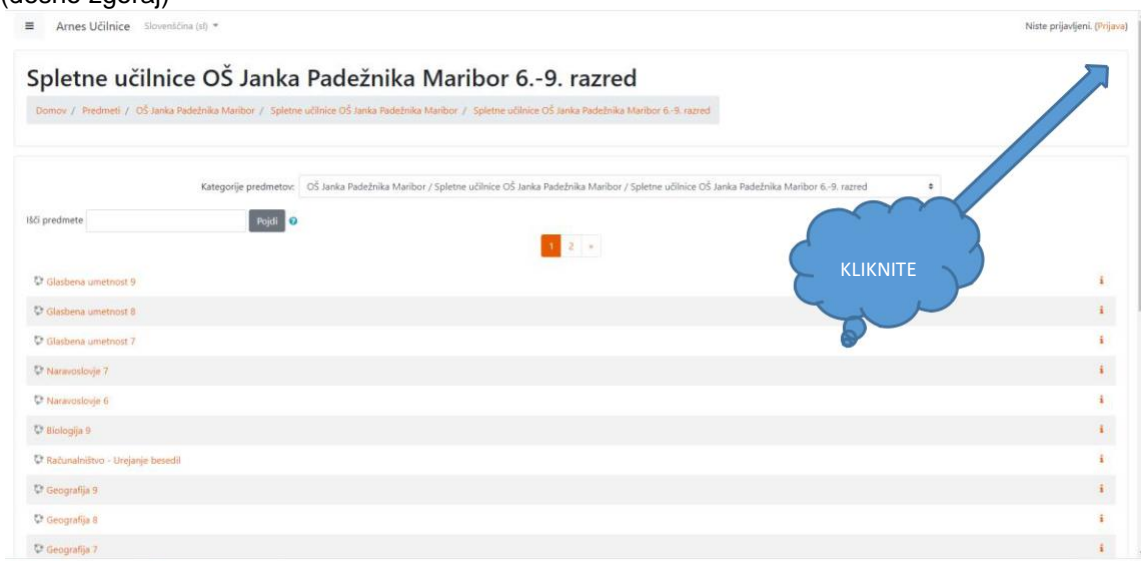 (desno zgoraj)
Arnes Učilnice Slovenščina (sl)
Niste prijavljeni. (Prijava)
Spletne učilnice OŠ Janka Padežnika Maribor 6.-9. razred
Domov / Predmeti / OŠ Janka Padežnika Maribor / Spletne učilnice OŠ Janka Padežnika Maribor / Spletne učilnice OŠ Janka Padežnika Maribor 6.-9. razred
Kategorije predmetov: OŠ Janka Padežnika Maribor / Spletne učilnice OŠ Janka Padežnika Maribor / Spletne učilnice OŠ Janka Padežnika Maribor 6.-9. razred
Išči predmete Pojdi
1 2 »
KLIKNITE
Glasbena umetnost 9
Glasbena umetnost 8
Glasbena umetnost 7
Naravoslovje 7
Naravoslovje 6
Biologija 9
Računalništvo - Urejanje besedil
Geografija 9
Geografija 8
Geografija 7